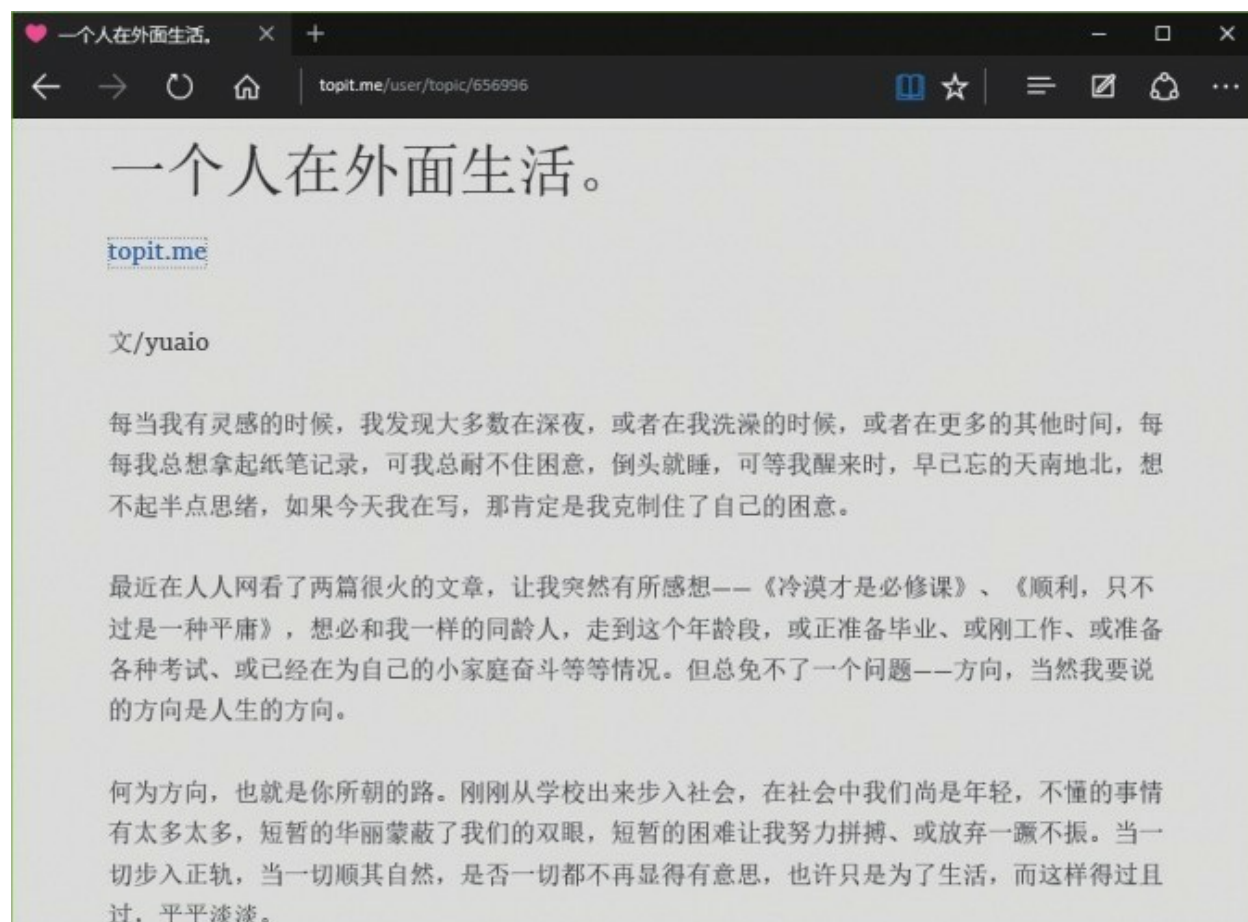 一个人在外面生活。
topit.me/user/topic/656996
一个人在外面生活。
topit.me
文/yuaio
每当我有灵感的时候，我发现大多数在深夜，或者在我洗澡的时候，或者在更多的其他时间，每
每我总想拿起纸笔记录，可我总耐不住困意，倒头就睡，可等我醒来时，早已忘的天南地北，想
不起半点思绪，如果今天我在写，那肯定是我克制住了自己的困意。
最近在人人网看了两篇很火的文章，让我突然有所感想——《冷漠才是必修课》、《顺利，只不
过是一种平庸》，想必和我一样的同龄人，走到这个年龄段，或正准备毕业、或刚工作、或准备
各种考试、或已经在为自己的小家庭奋斗等等情况。但总免不了一个问题——方向，当然我要说
的方向是人生的方向。
何为方向，也就是你所朝的路。刚刚从学校出来步入社会，在社会中我们尚是年轻，不懂的事情
有太多太多，短暂的华丽蒙蔽了我们的双眼，短暂的困难让我努力拼搏、或放弃一蹶不振。当一
切步入正轨，当一切顺其自然，是否一切都不再显得有意思，也许只是为了生活，而这样得过且
过，平平淡淡。